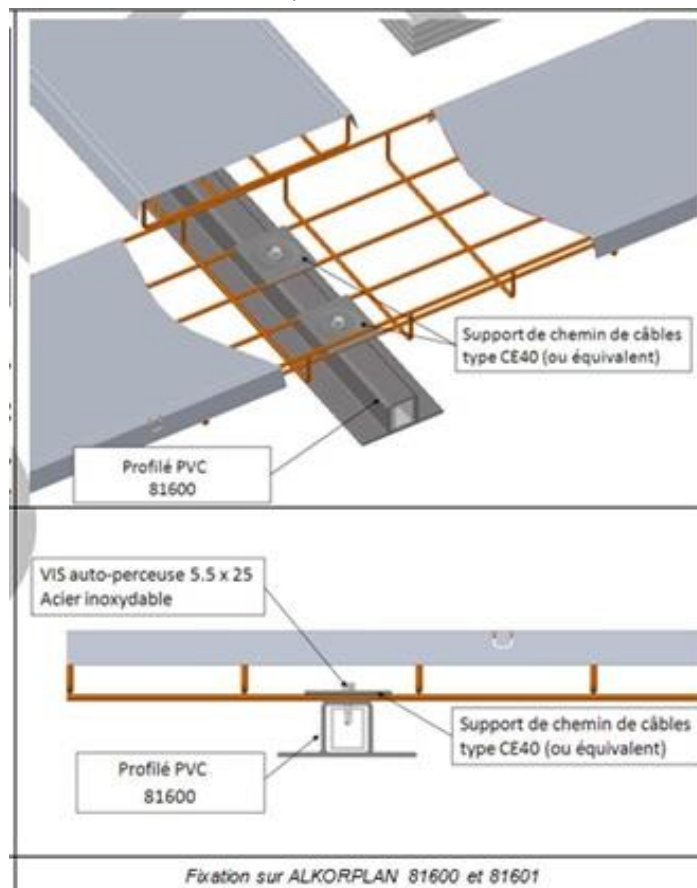 Support de chemin de câbles
type CE40 (ou équivalent)
Profilé PVC
81600
VIS auto-perceuse 5.5 x 25
Acier inoxydable
Support de chemin de câbles
type CE40 (ou équivalent)
Profilé PVC
81600
Fixation sur ALKORPLAN 81600 et 81601